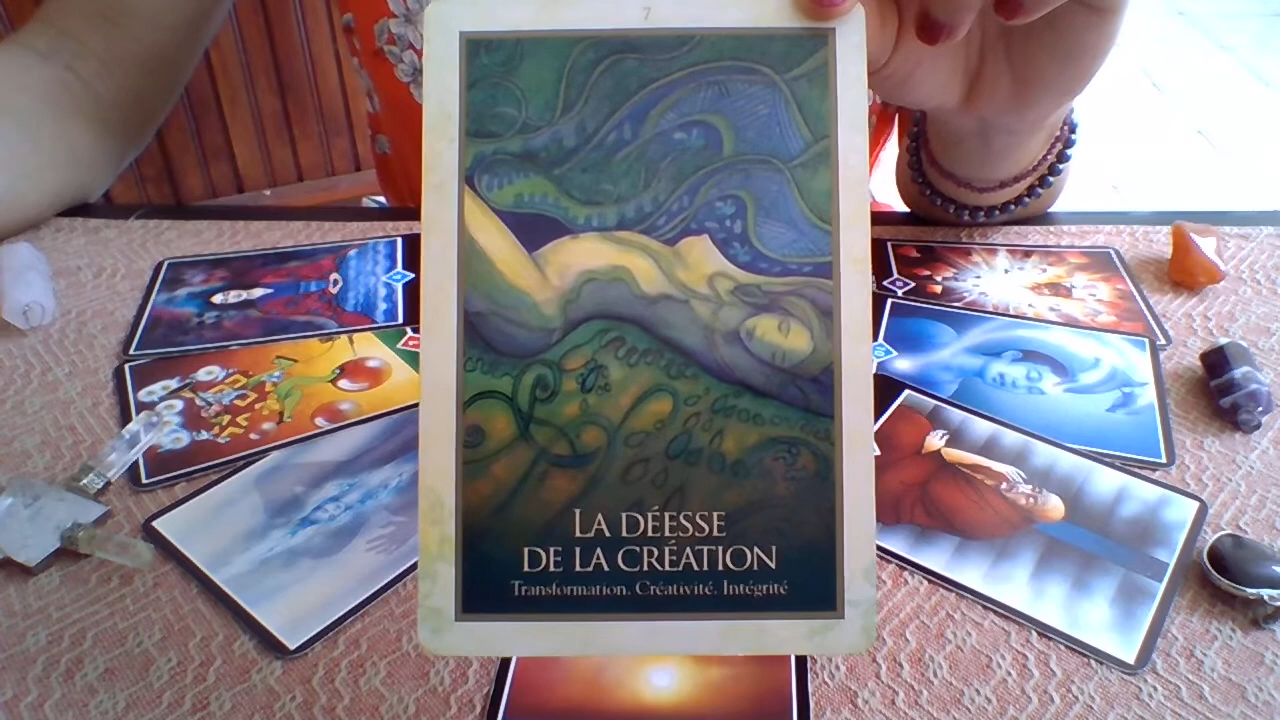 7
LA DÉESSE
DE LA CRÉATION
Transformation. Créativité. Intégrité